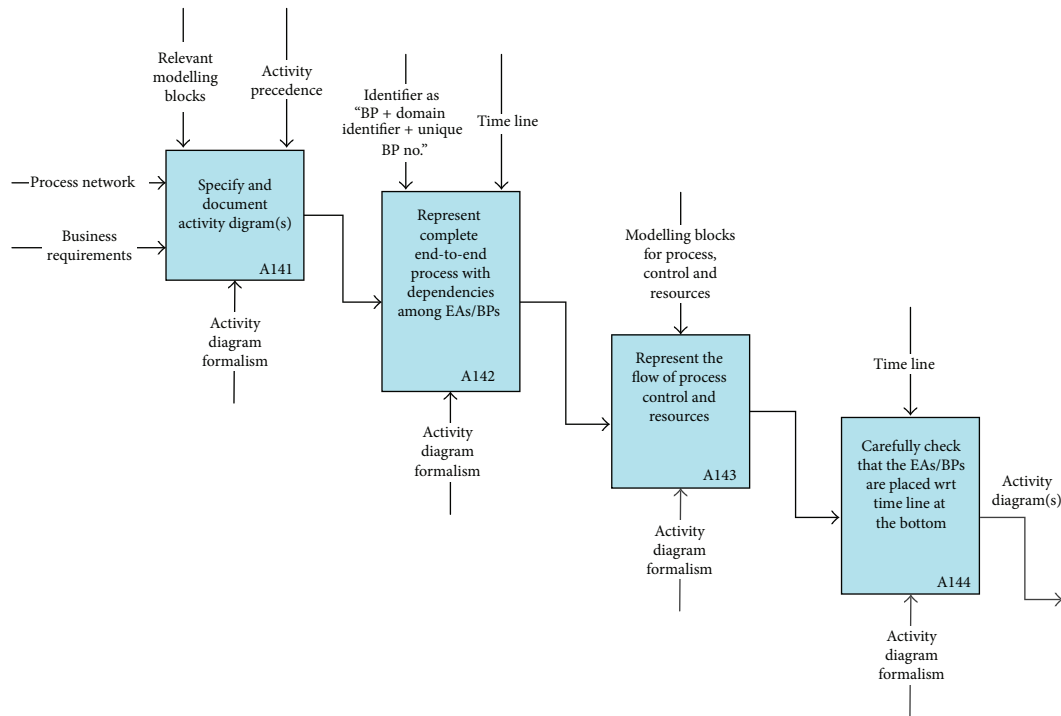 Relevant
modelling
blocks
Activity
precedence
Process network
Business
requirements
Specify and
document
activity digram(s)
A141
Activity
diagram
formalism
Identifier as
“BP + domain
identifier + unique
BP no.”
Time line
Represent
complete
end-to-end
process with
dependencies
among EAs/BPs
A142
Activity
diagram
formalism
Modelling blocks
for process,
control and
resources
Represent the
flow of process
control and
resources
A143
Activity
diagram
formalism
Time line
Carefully check
that the EAs/BPs
are placed wrt
time line at
the bottom
A144
Activity
diagram(s)
Activity
diagram
formalism